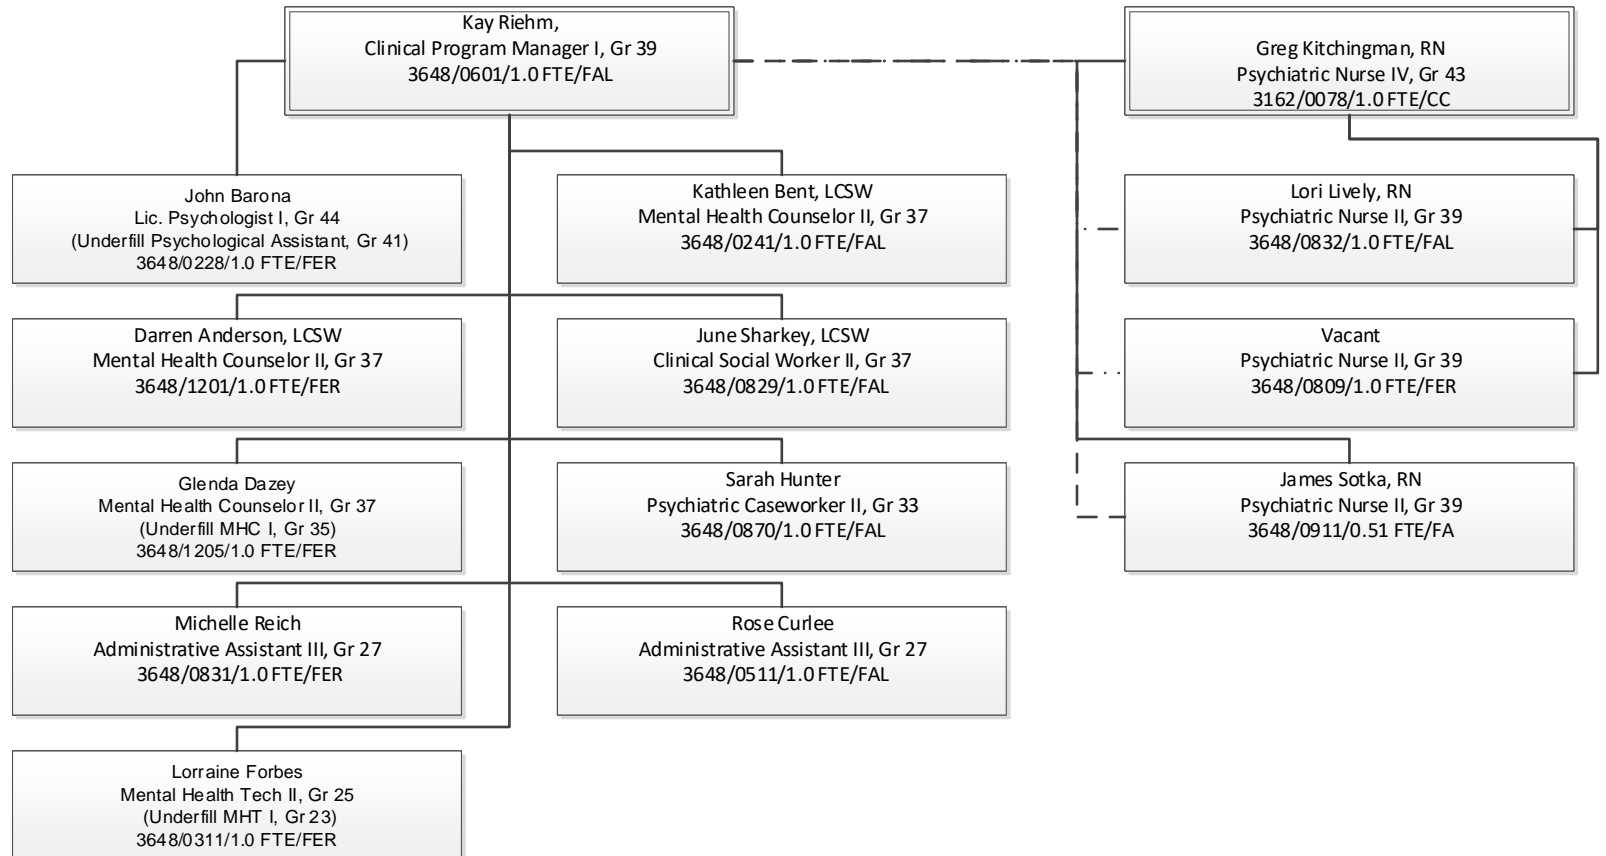 Kay Riehm,
Clinical Program Manager I, Gr 39
3648/0601/1.0 FTE/FAL
Greg Kitchingman, RN
Psychiatric Nurse IV, Gr 43
3162/0078/1.0 FTE/CC
John Barona
Lic. Psychologist I, Gr 44
(Underfill Psychological Assistant, Gr 41)
3648/0228/1.0 FTE/FER
Kathleen Bent, LCSW
Mental Health Counselor II, Gr 37
3648/0241/1.0 FTE/FAL
Lori Lively, RN
Psychiatric Nurse II, Gr 39
3648/0832/1.0 FTE/FAL
Darren Anderson, LCSW
Mental Health Counselor II, Gr 37
3648/1201/1.0 FTE/FER
June Sharkey, LCSW
Clinical Social Worker II, Gr 37
3648/0829/1.0 FTE/FAL
Vacant
Psychiatric Nurse II, Gr 39
3648/0809/1.0 FTE/FER
Glenda Dazey
Mental Health Counselor II, Gr 37
(Underfill MHC I, Gr 35)
3648/1205/1.0 FTE/FER
Sarah Hunter
Psychiatric Caseworker II, Gr 33
3648/0870/1.0 FTE/FAL
James Sotka, RN
Psychiatric Nurse II, Gr 39
3648/0911/0.51 FTE/FA
Michelle Reich
Administrative Assistant III, Gr 27
3648/0831/1.0 FTE/FER
Rose Curlee
Administrative Assistant III, Gr 27
3648/0511/1.0 FTE/FAL
Lorraine Forbes
Mental Health Tech II, Gr 25
(Underfill MHT I, Gr 23)
3648/0311/1.0 FTE/FER